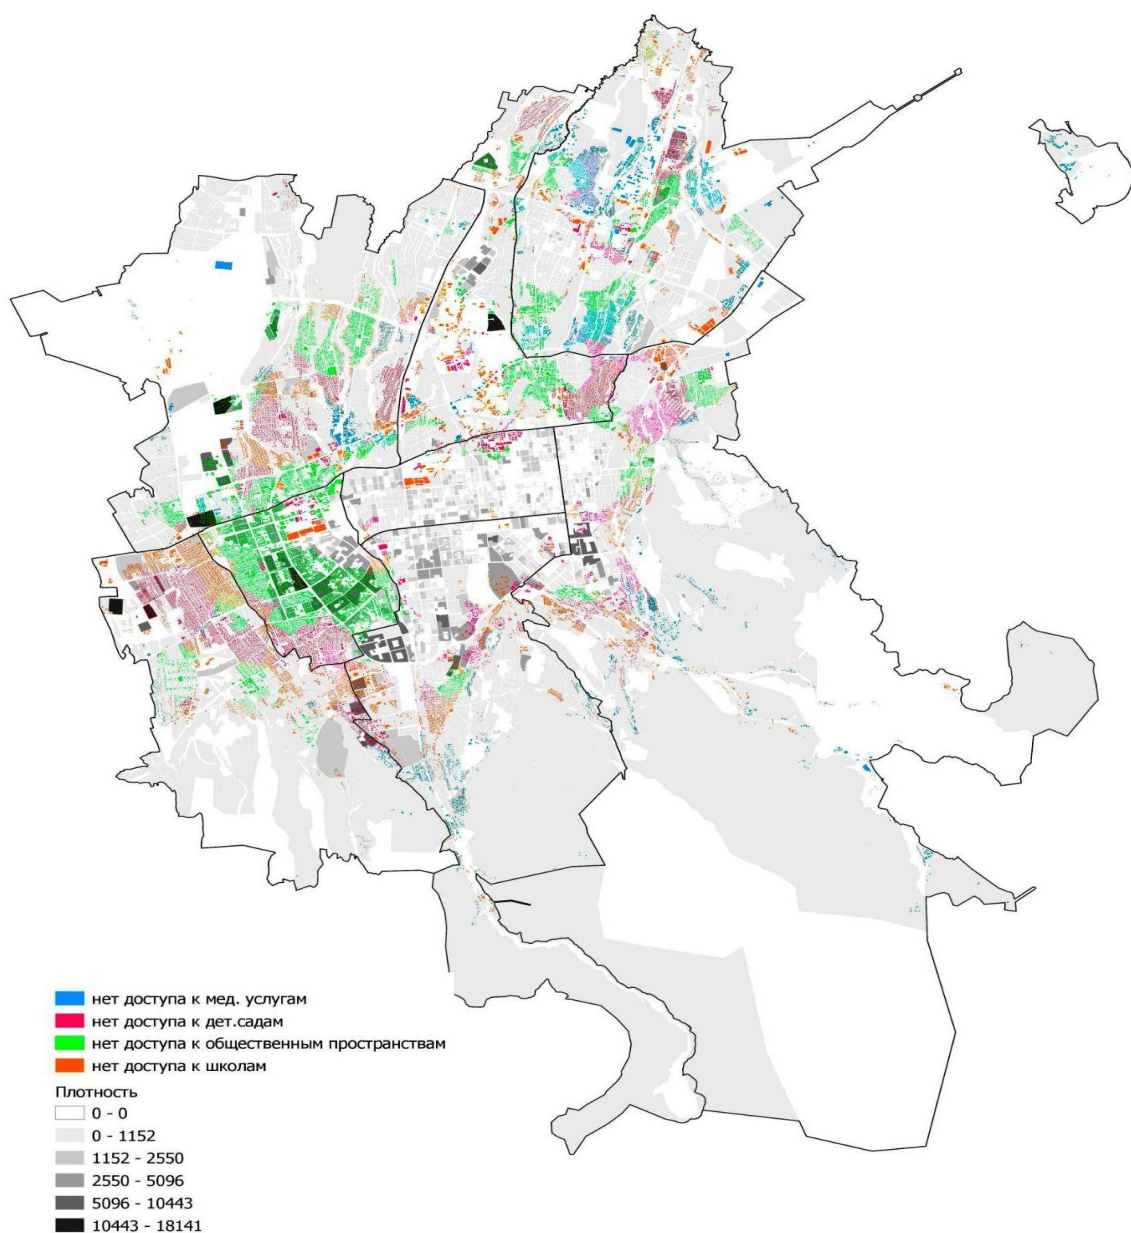 нет доступа к мед. услугам
нет доступа к дет.садам
нет доступа к общественным пространствам
нет доступа к школам
Плотность
0 - 0
0 - 1152
1152 - 2550
2550 - 5096
5096 - 10443
10443 - 18141